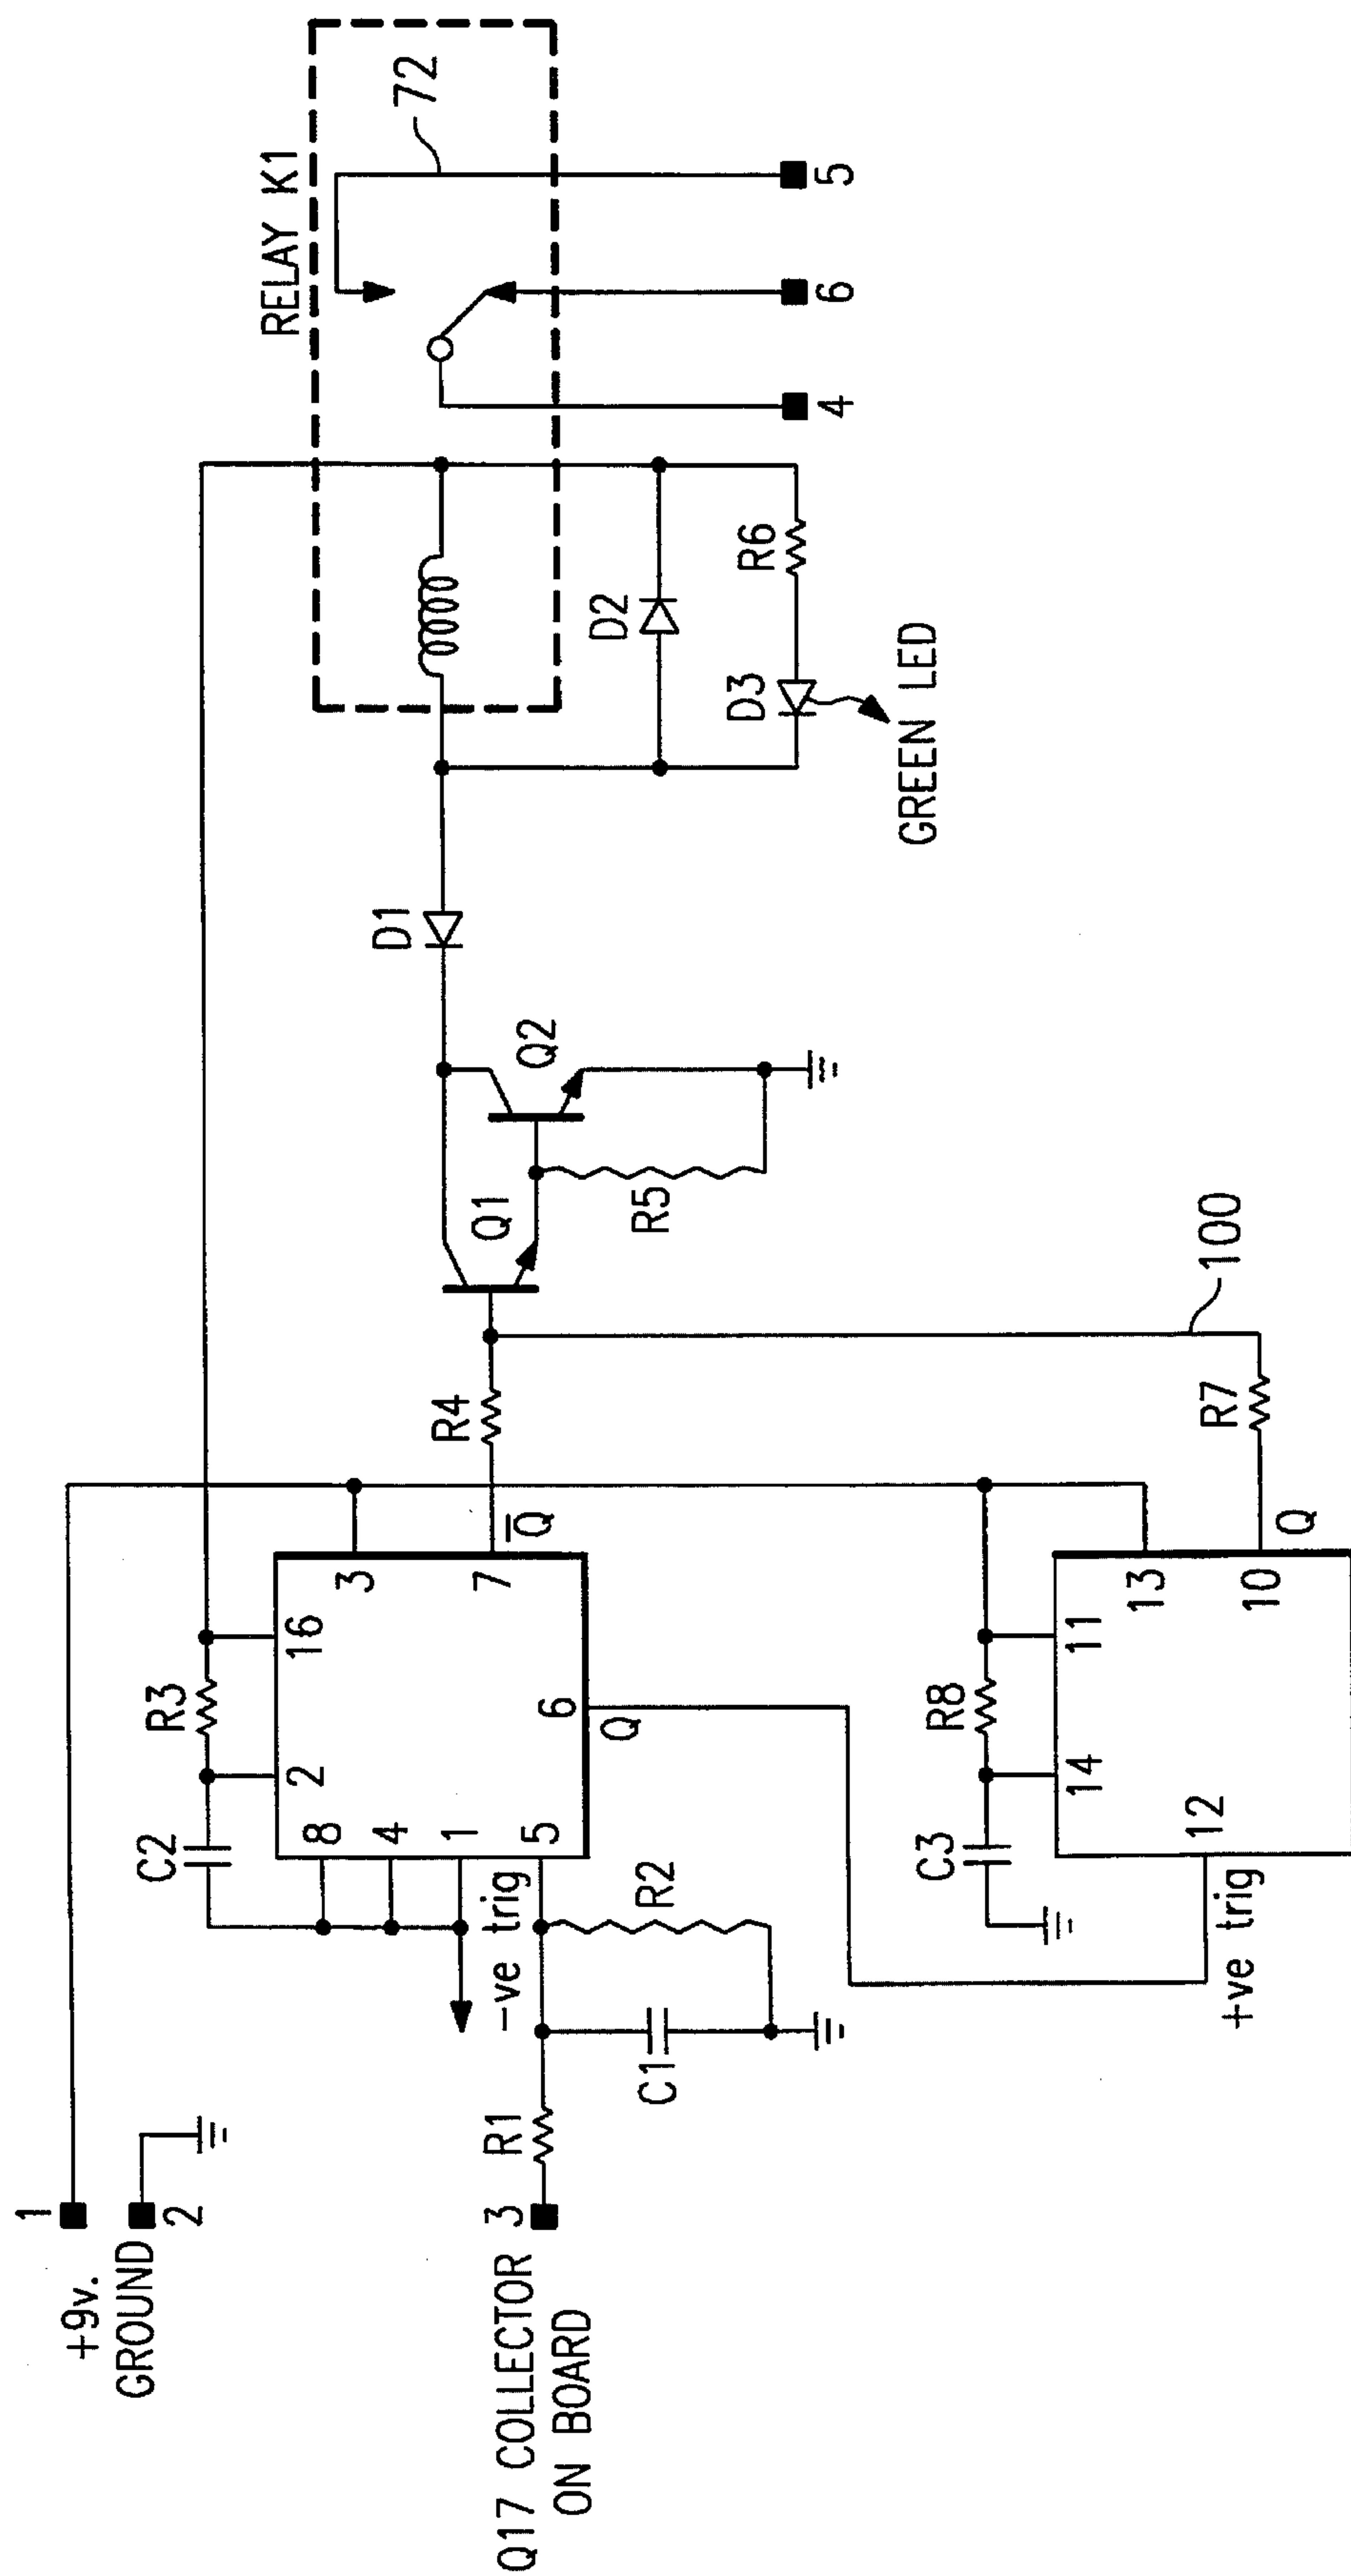 RELAY K1
72
5
6
4
R6
D2
D3
GREEN LED
D1
Q2
Q1
R5
100
R4
R7
1
+9v.
GROUND
2
R3
C2
16
2
3
7
Q̅
8
4
1
5
6
Q
-ve trig
R2
C1
R1
3
Q17 COLLECTOR
ON BOARD
R8
C3
11
14
13
10
Q
12
+ve trig